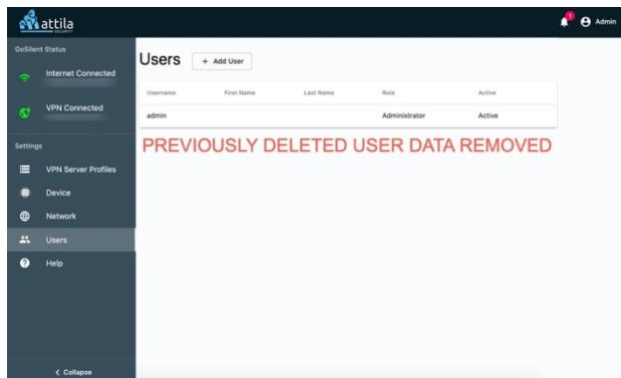 attila
SECURITY
1
Admin
GoSilent Status
Internet Connected
VPN Connected
Settings
VPN Server Profiles
Device
Network
Users
Help
< Collapse
Users
+ Add User
Username First Name Last Name Role Active
admin Administrator Active
PREVIOUSLY DELETED USER DATA REMOVED